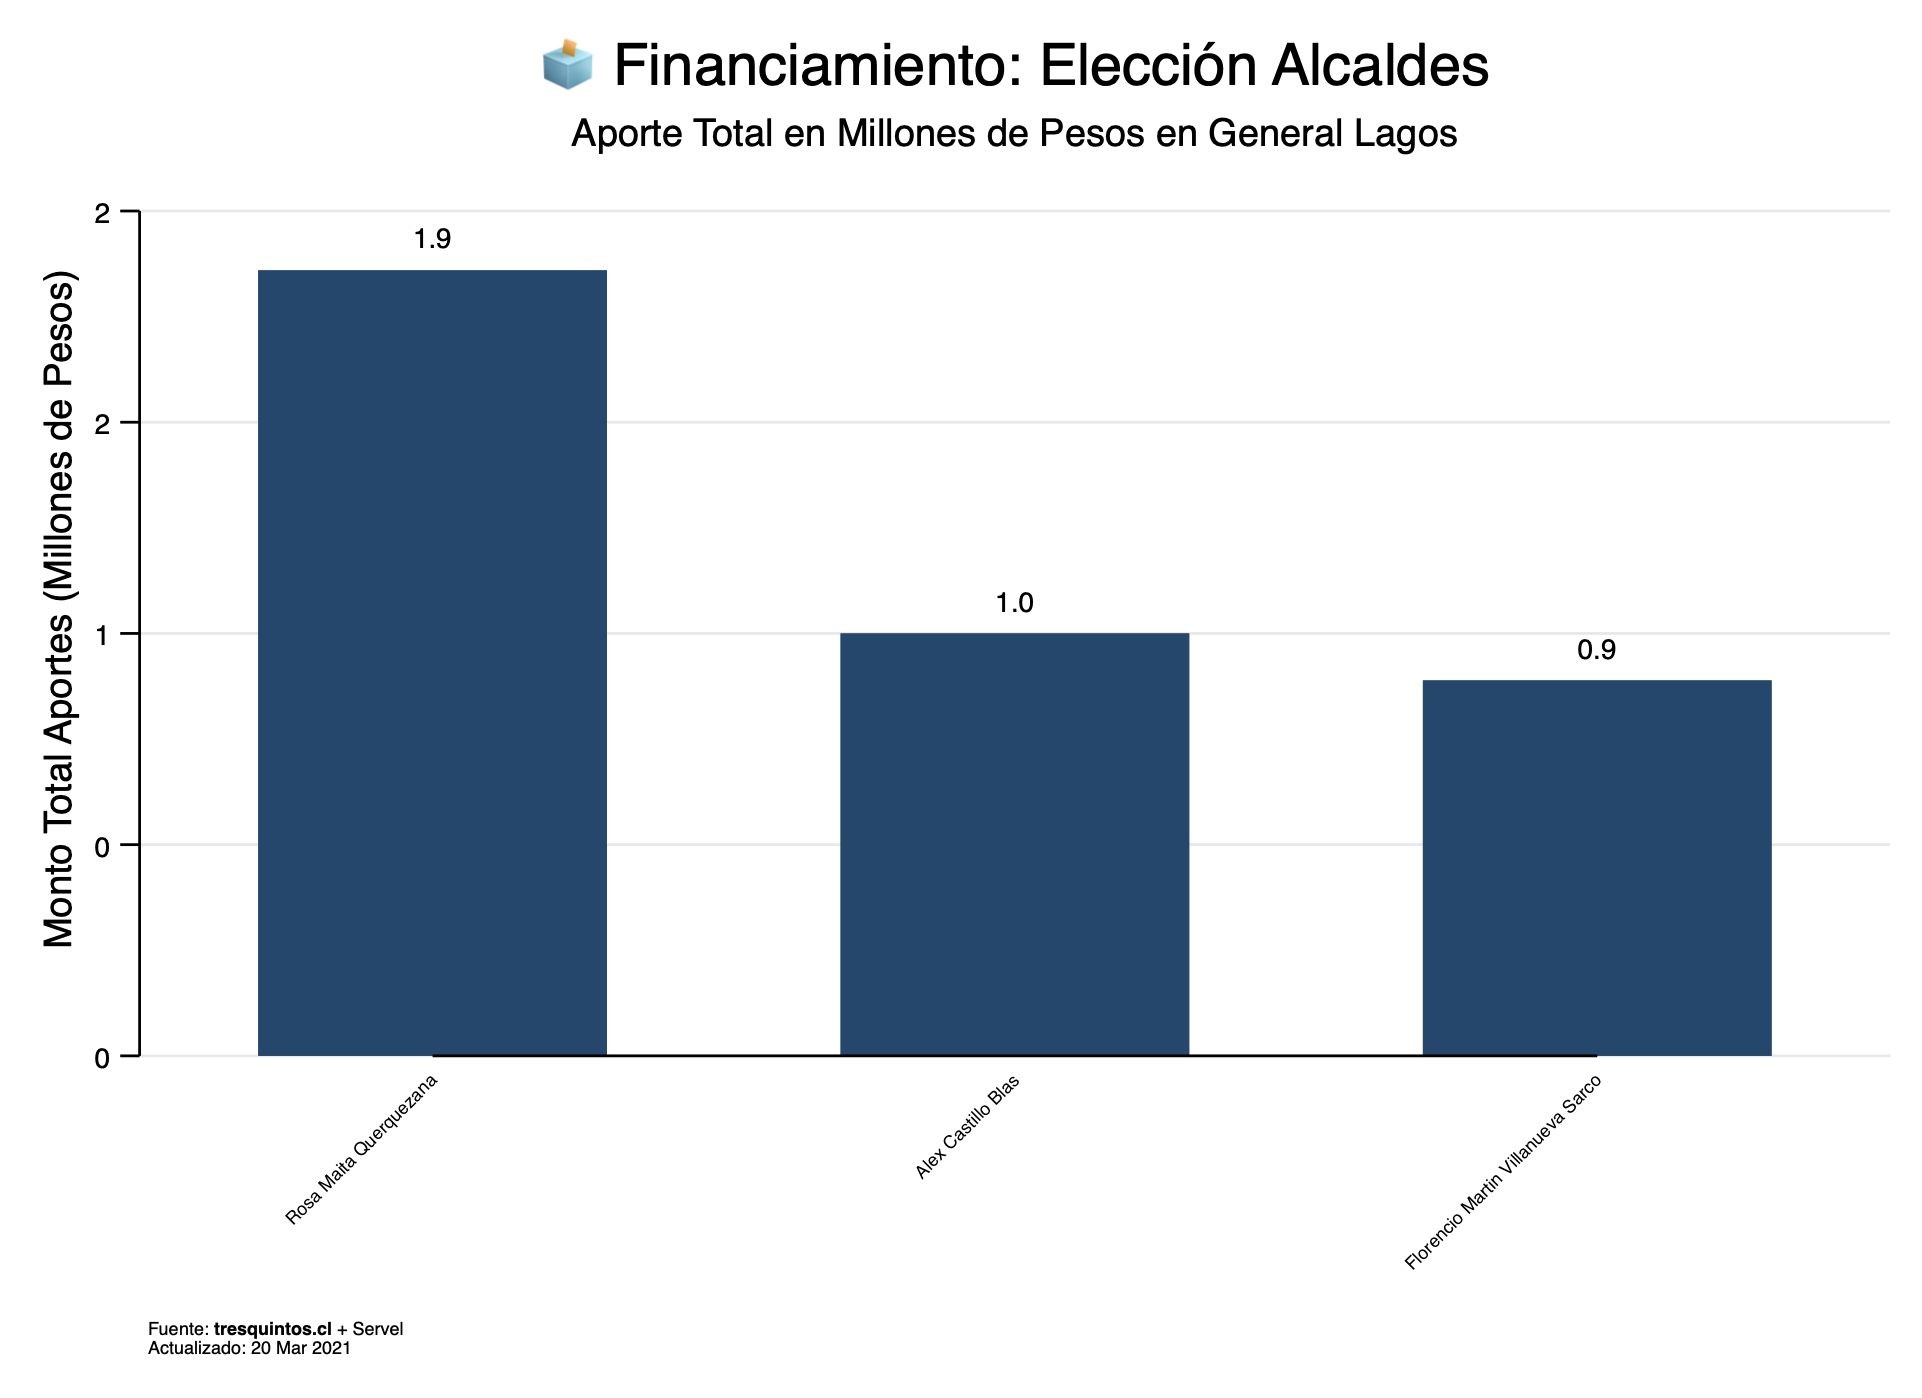 Financiamiento: Elección Alcaldes
Aporte Total en Millones de Pesos en General Lagos
Monto Total Aportes (Millones de Pesos)
2
2
1
0
0
1.9
1.0
0.9
Rosa Maita Querquezana
Alex Castillo Blas
Florencio Martin Villanueva Sarco
Fuente: tresquintos.cl + Servel
Actualizado: 20 Mar 2021